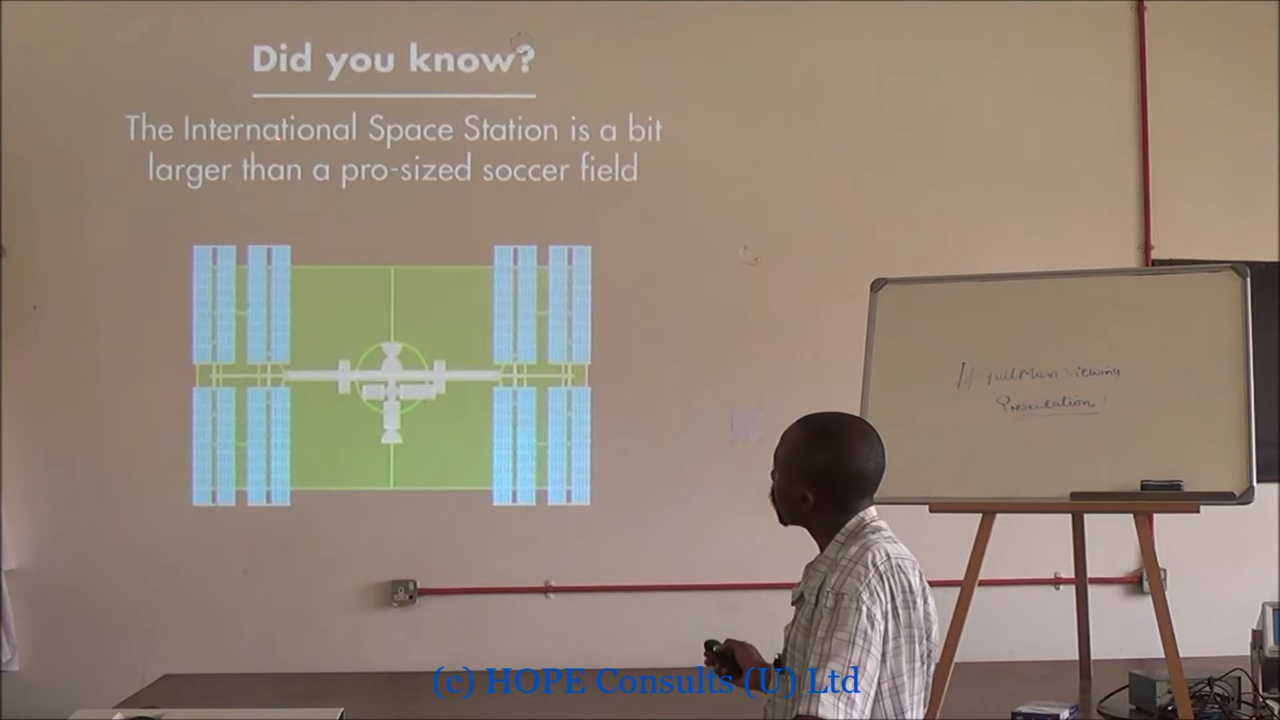 Did you know?
The International Space Station is a bit
larger than a pro-sized soccer field
Viewing
Presentation
(c) HOPE Consults (U) Ltd